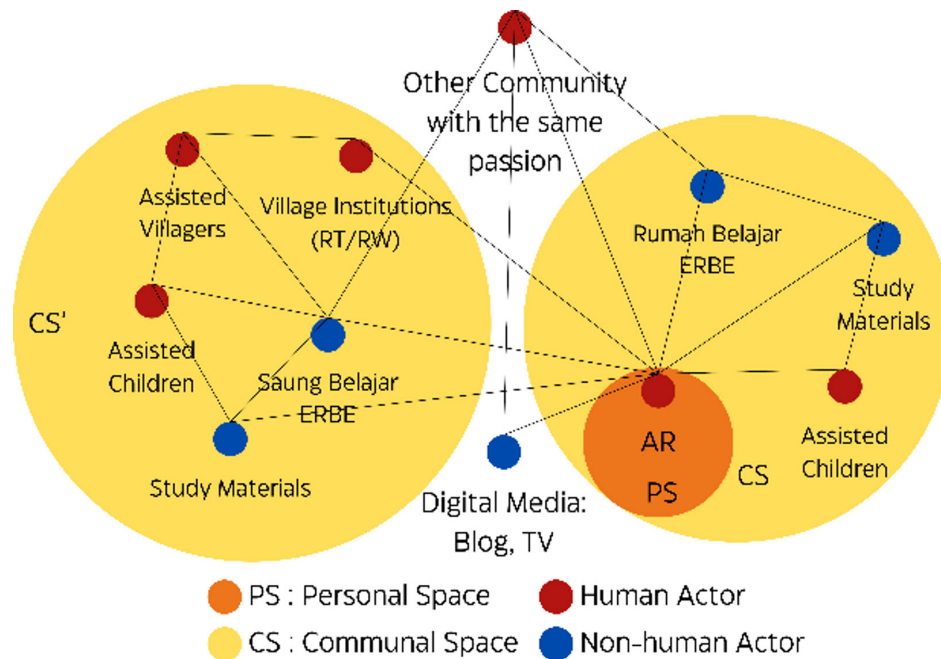 Other Community
with the same
passion
Assisted
Villagers
Village Institutions
(RT/RW)
Rumah Belajar
ERBE
Study
Materials
CS'
Assisted
Children
Saung Belajar
ERBE
Study Materials
AR
PS
CS
Assisted
Children
Digital Media:
Blog, TV
PS : Personal Space
Human Actor
CS : Communal Space
Non-human Actor